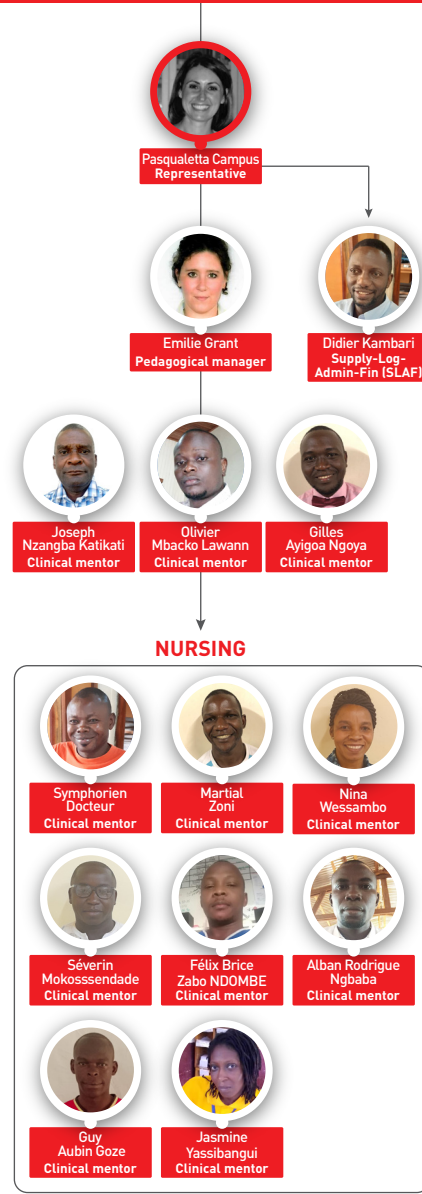 Pasqualetta Campus
Representative
Emilie Grant
Pedagogical manager
Didier Kambari
Supply-Log-
Admin-Fin (SLAF)
Joseph
Nzangba Katikati
Clinical mentor
Olivier
Mbacko Lawann
Clinical mentor
Gilles
Ayigoa Ngoya
Clinical mentor
NURSING
Symphorien
Docteur
Clinical mentor
Martial
Zoni
Clinical mentor
Nina
Wessambo
Clinical mentor
Séverin
Mokosssendade
Clinical mentor
Félix Brice
Zabo NDOMBE
Clinical mentor
Alban Rodrigue
Ngbaba
Clinical mentor
Guy
Aubin Goze
Clinical mentor
Jasmine
Yassibangui
Clinical mentor